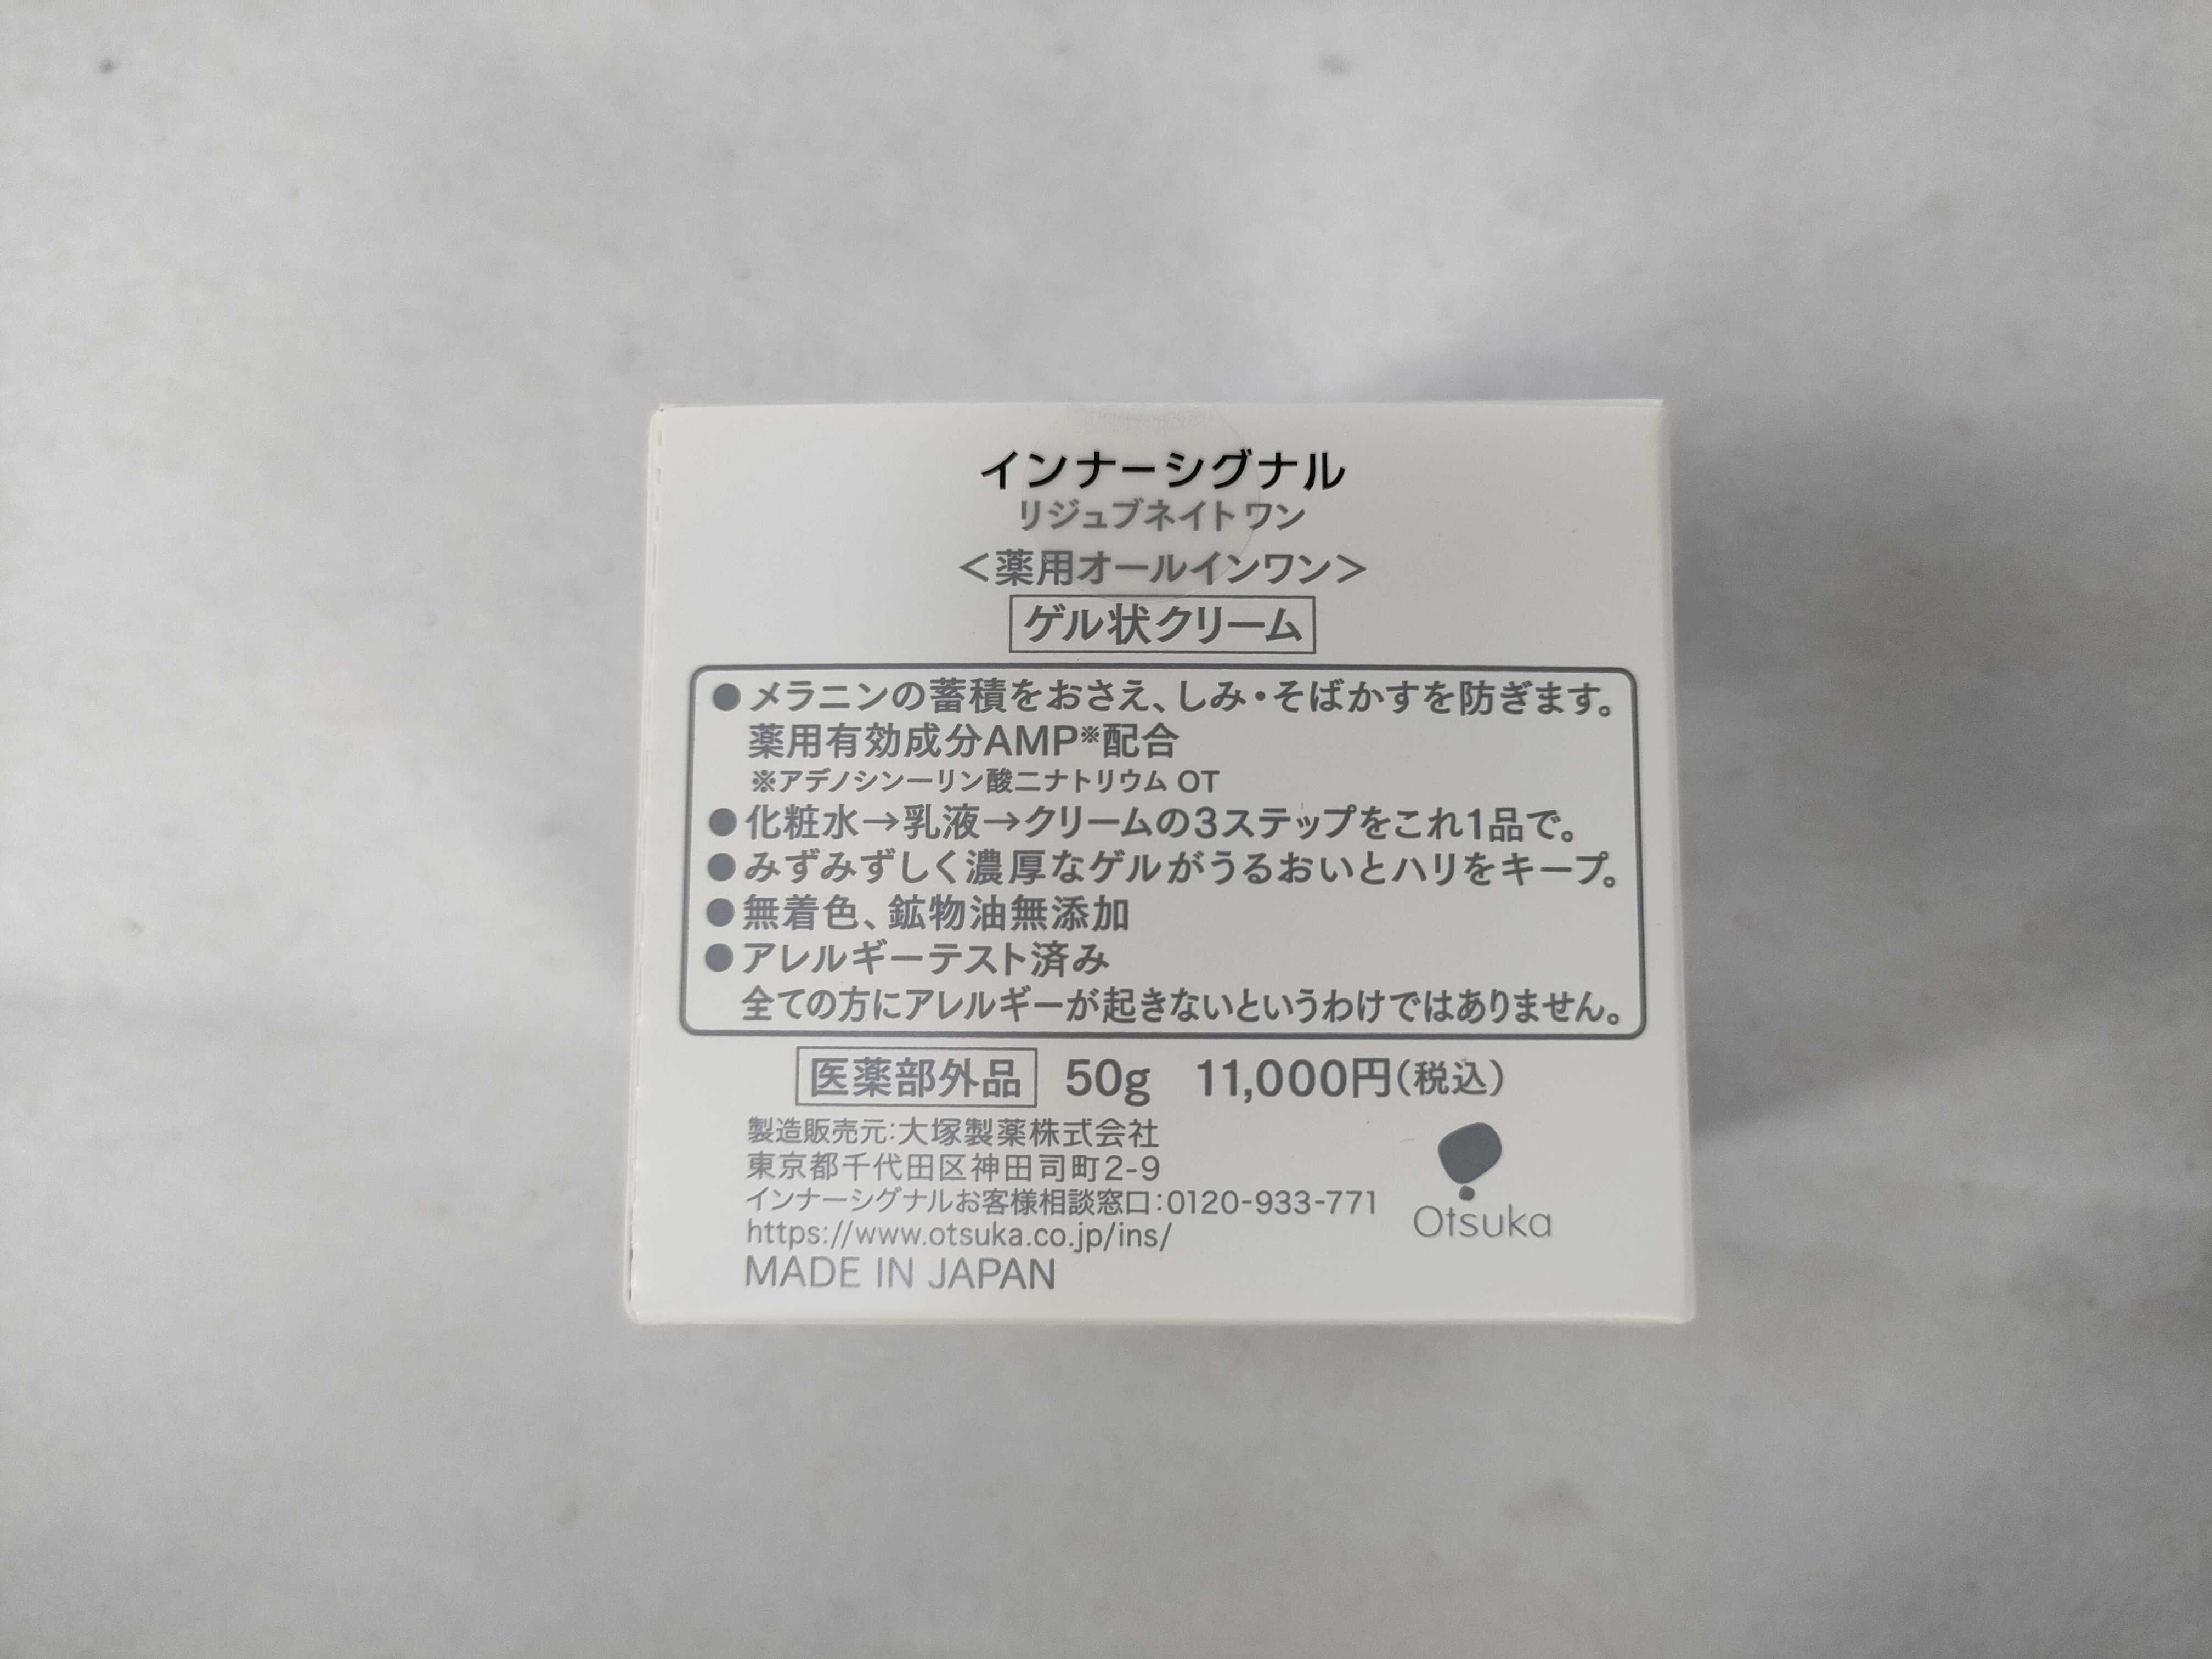 インナーシグナル
リジュブネイト ワン
＜薬用オールインワン＞
ゲル状クリーム
●メラニンの蓄積をおさえ、しみ・そばかすを防ぎます。
薬用有効成分AMP※配合
※アデノシン一リン酸二ナトリウム OT
●化粧水→乳液→クリームの3ステップをこれ1品で。
●みずみずしく濃厚なゲルがうるおいとハリをキープ。
●無着色、鉱物油無添加
●アレルギーテスト済み
全ての方にアレルギーが起きないというわけではありません。
医薬部外品 50g 11,000円(税込)
製造販売元:大塚製薬株式会社
東京都千代田区神田司町2-9
インナーシグナルお客様相談窓口:0120-933-771
https://www.otsuka.co.jp/ins/
MADE IN JAPAN
Otsuka